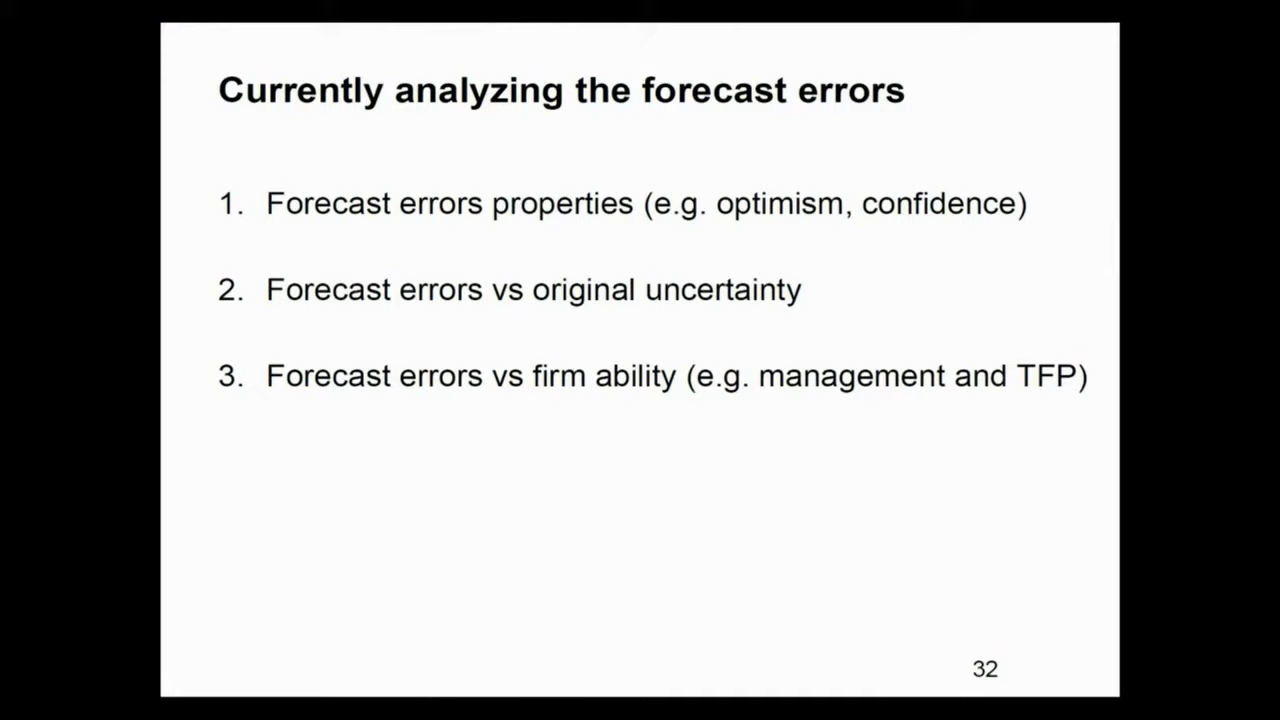 Currently analyzing the forecast errors
1. Forecast errors properties (e.g. optimism, confidence)
2. Forecast errors vs original uncertainty
3. Forecast errors vs firm ability (e.g. management and TFP)
32